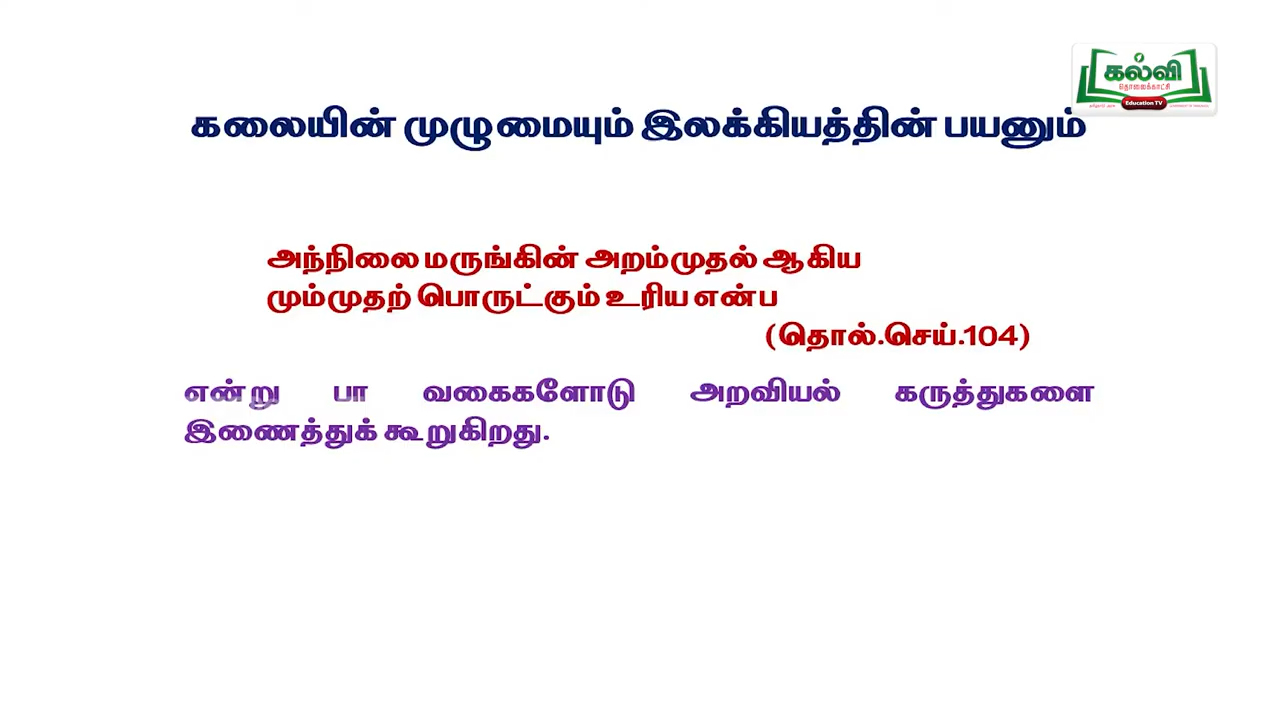 கல்வி
தொலைக்காட்சி
Education TV
கலையின் முழுமையும் இலக்கியத்தின் பயனும்
அந்நிலை மருங்கின் அறம்முதல் ஆகிய
மும்முதற் பொருட்கும் உரிய என்ப
(தொல்.செய்.104)
என்று பா வகைகளோடு அறவியல் கருத்துகளை
இணைத்துக் கூறுகிறது.